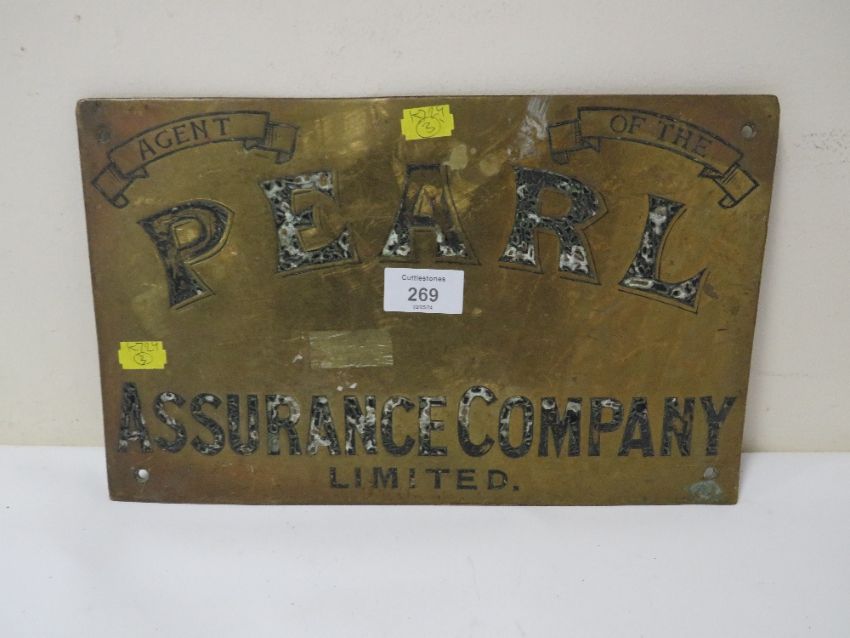 AGENT OF THE
PEARL
ASSURANCE COMPANY
LIMITED.
Cuttlestones
269